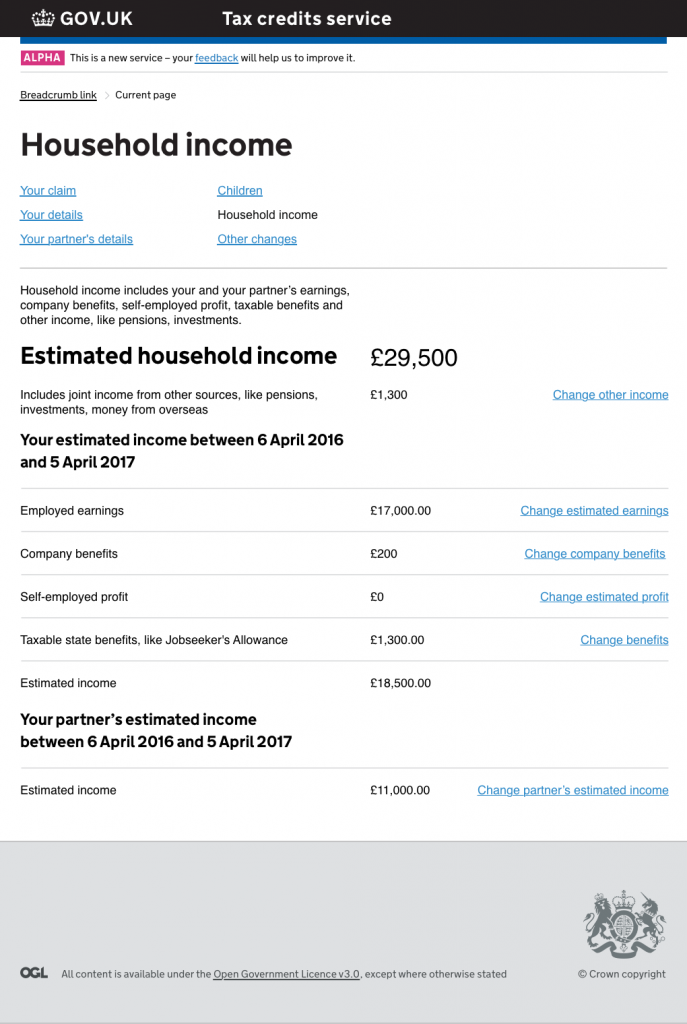 GOV.UK Tax credits service
ALPHA This is a new service – your feedback will help us to improve it.
Breadcrumb link Current page
Household income
Your claim Children
Your details Household income
Your partner's details Other changes
Household income includes your and your partner’s earnings,
company benefits, self-employed profit, taxable benefits and
other income, like pensions, investments.
Estimated household income £29,500
Includes joint income from other sources, like pensions, £1,300 Change other income
investments, money from overseas
Your estimated income between 6 April 2016
and 5 April 2017
Employed earnings £17,000.00 Change estimated earnings
Company benefits £200 Change company benefits
Self-employed profit £0 Change estimated profit
Taxable state benefits, like Jobseeker's Allowance £1,300.00 Change benefits
Estimated income £18,500.00
Your partner’s estimated income
between 6 April 2016 and 5 April 2017
Estimated income £11,000.00 Change partner’s estimated income
OGL All content is available under the Open Government Licence v3.0, except where otherwise stated © Crown copyright